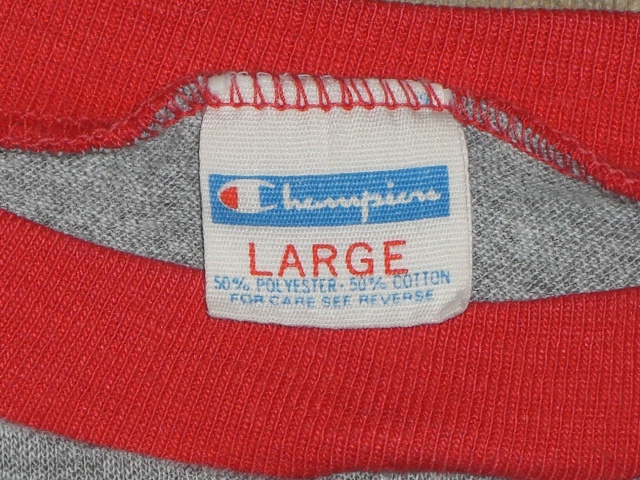 Champion
LARGE
50% POLYESTER · 50% COTTON
FOR CARE SEE REVERSE